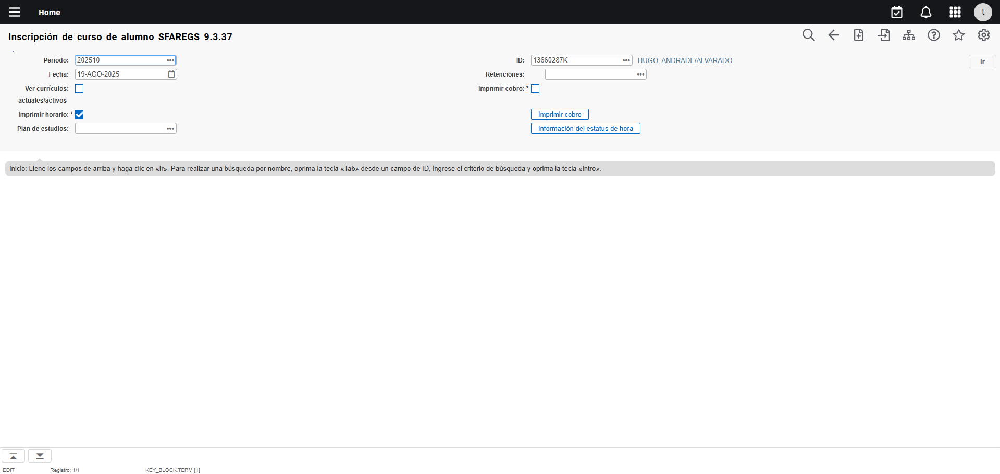 Home
t
Inscripción de curso de alumno SFAREGS 9.3.37
Periodo: 202510
ID: 13660287K HUGO, ANDRADE/ALVARADO
Ir
Fecha: 19-AGO-2025
Retenciones:
Ver currículos: actuales/activos
Imprimir cobro: *
Imprimir horario: *
Imprimir cobro
Plan de estudios:
Información del estatus de hora
Inicio: Llene los campos de arriba y haga clic en «Ir». Para realizar una búsqueda por nombre, oprima la tecla «Tab» desde un campo de ID, ingrese el criterio de búsqueda y oprima la tecla «Intro».
EDIT Registro: 1/1 KEY_BLOCK.TERM [1]